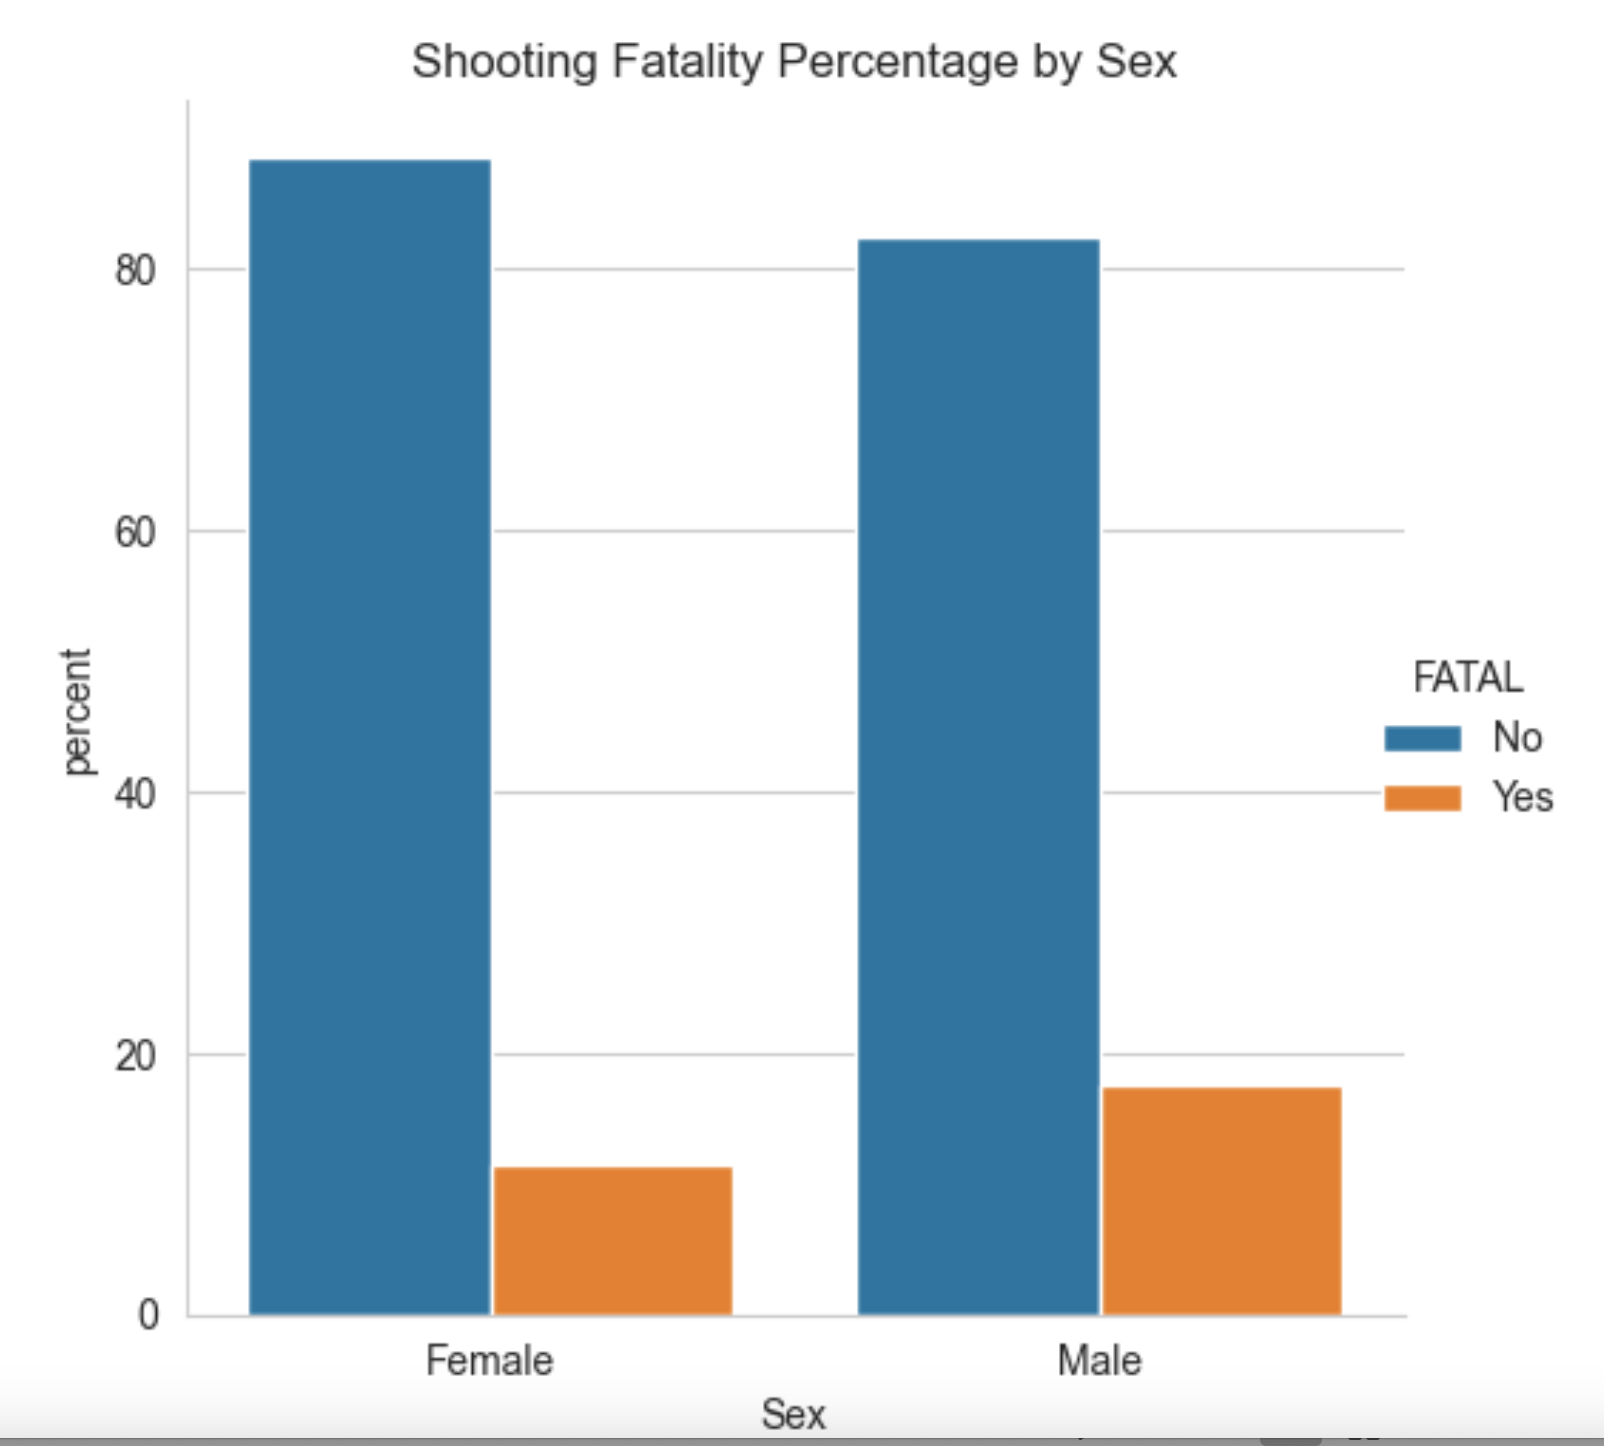 Shooting Fatality Percentage by Sex
80
60
40
20
0
percent
Female
Male
Sex
FATAL
No
Yes